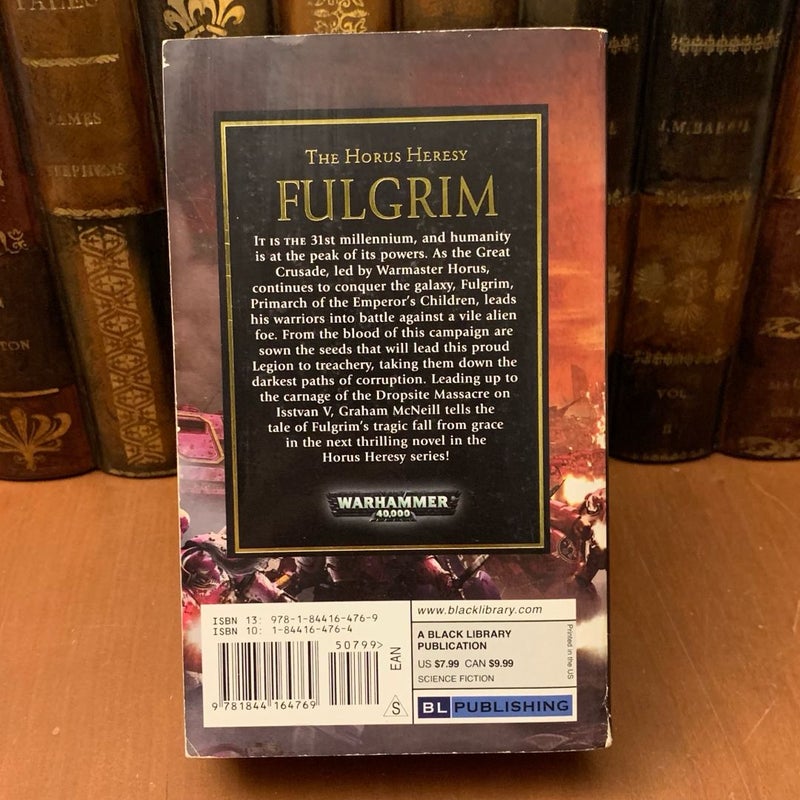 TALES
JAMES
STEPHENS
TON
J.M. BARRIE
VOL
II
THE HORUS HERESY
FULGRIM
IT IS THE 31st millennium, and humanity
is at the peak of its powers. As the Great
Crusade, led by Warmaster Horus,
continues to conquer the galaxy, Fulgrim,
Primarch of the Emperor's Children, leads
his warriors into battle against a vile alien
foe. From the blood of this campaign are
sown the seeds that will lead this proud
Legion to treachery, taking them down the
darkest paths of corruption. Leading up to
the carnage of the Dropsite Massacre on
Isstvan V, Graham McNeill tells the
tale of Fulgrim's tragic fall from grace
in the next thrilling novel in the
Horus Heresy series!
WARHAMMER
40,000
ISBN 13: 978-1-84416-476-9
ISBN 10: 1-84416-476-4
50799>
EAN
9 781844 164769
S
www.blacklibrary.com
A BLACK LIBRARY
PUBLICATION
US $7.99 CAN $9.99
SCIENCE FICTION
Printed in the US
BL PUBLISHING